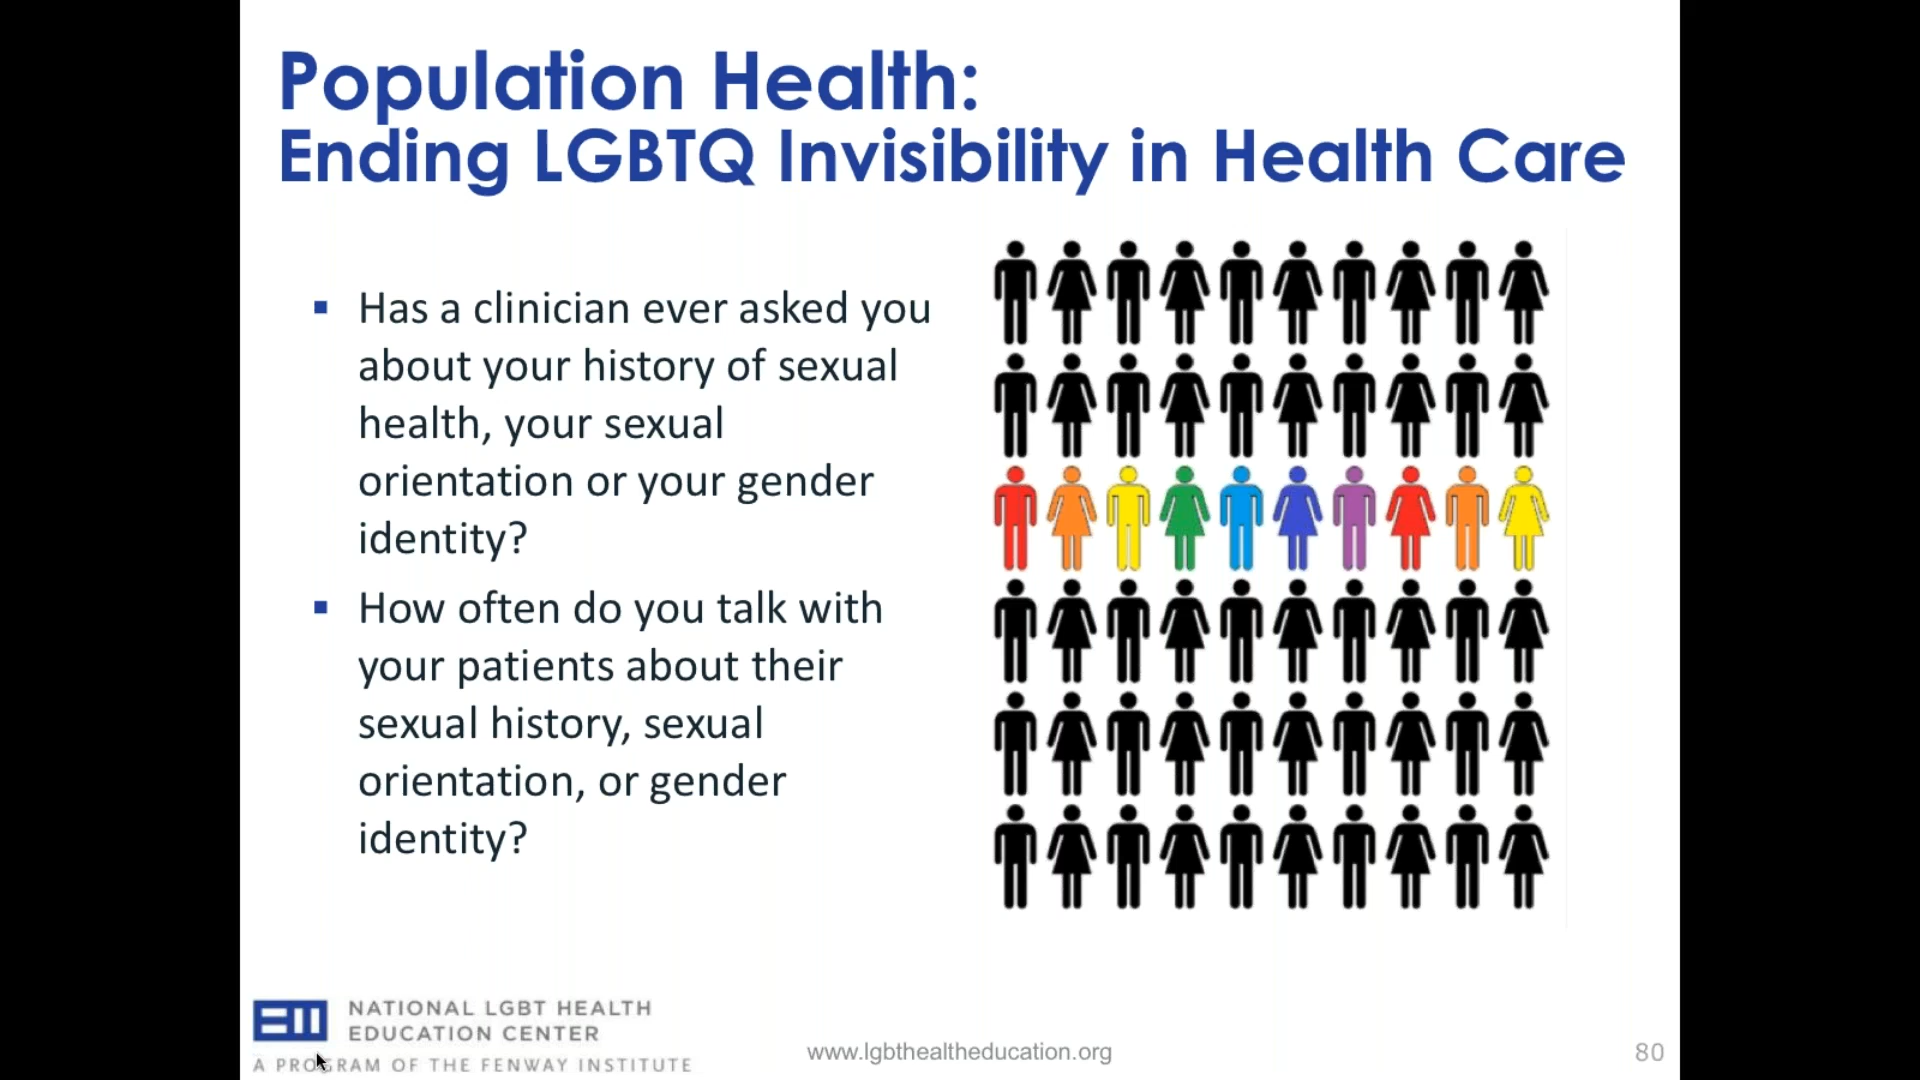 Population Health:
Ending LGBTQ Invisibility in Health Care
▪ Has a clinician ever asked you
about your history of sexual
health, your sexual
orientation or your gender
identity?
▪ How often do you talk with
your patients about their
sexual history, sexual
orientation, or gender
identity?
NATIONAL LGBT HEALTH
EDUCATION CENTER
A PROGRAM OF THE FENWAY INSTITUTE
www.lgbthealtheducation.org
80